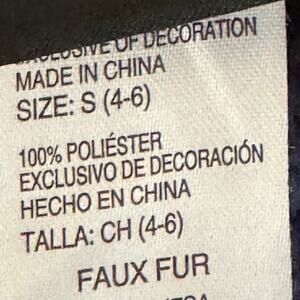 EXCLUSIVE OF DECORATION
MADE IN CHINA
SIZE: S (4-6)
100% POLIÉSTER
EXCLUSIVO DE DECORACIÓN
HECHO EN CHINA
TALLA: CH (4-6)
FAUX FUR